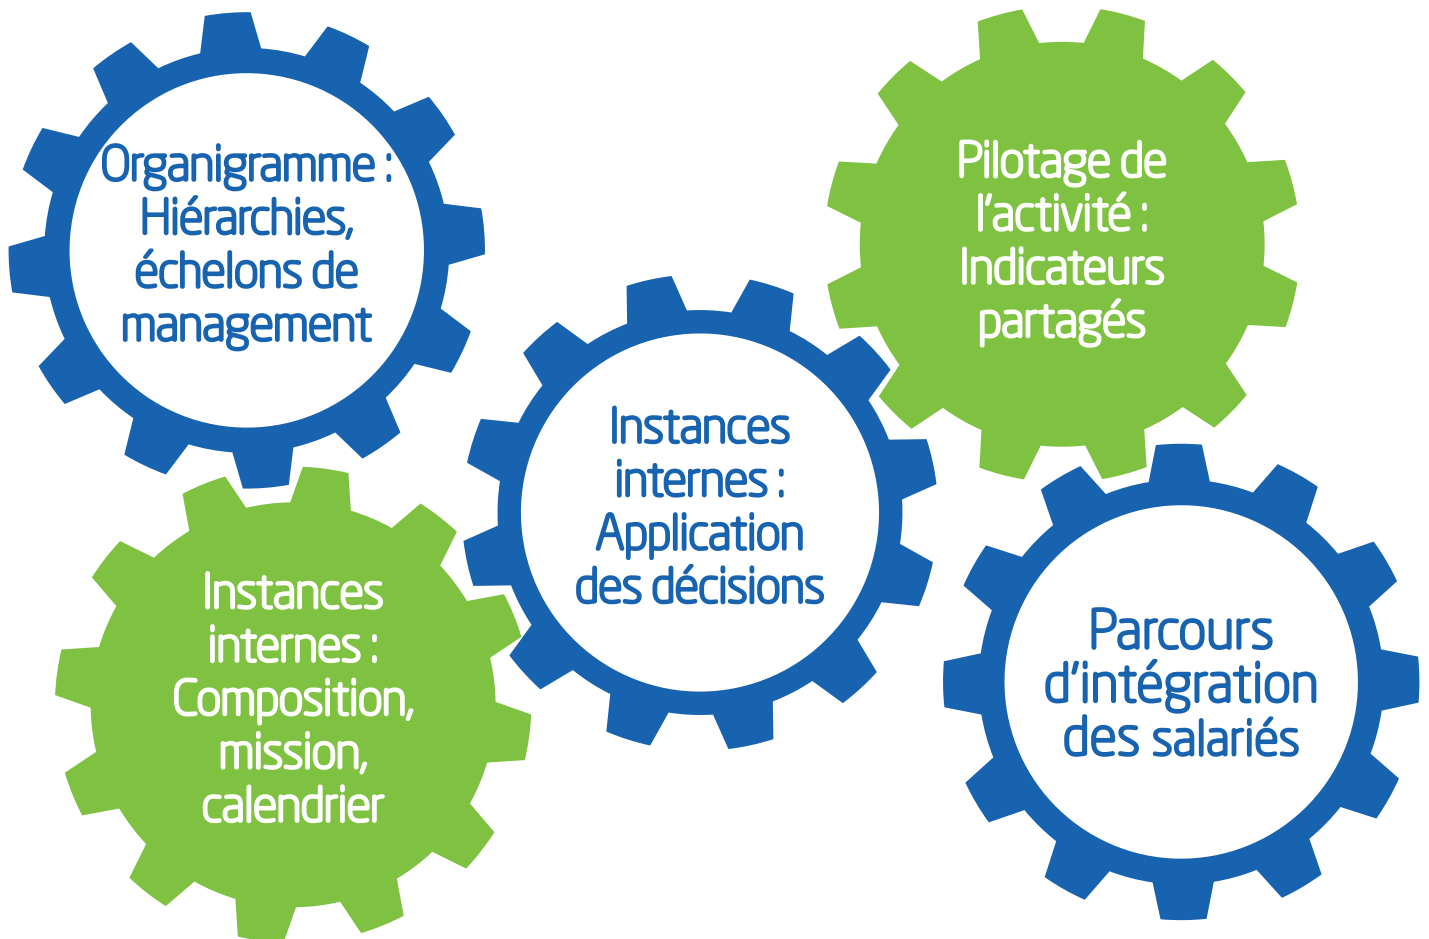 Organigramme :
Hiérarchies,
échelons de
management
Pilotage de
l’activité :
Indicateurs
partagés
Instances
internes :
Application
des décisions
Instances
internes :
Composition,
mission,
calendrier
Parcours
d’intégration
des salariés